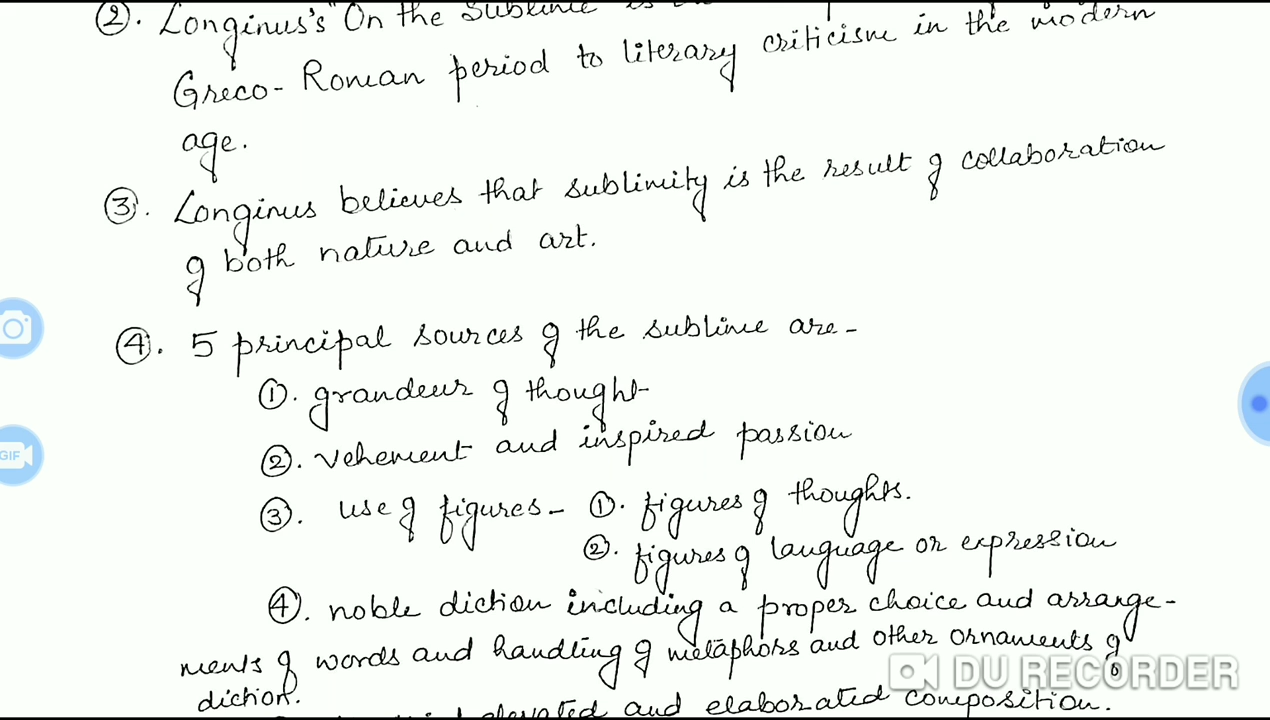 ②. Longinus's "On the Sublime is
Greco-Roman period to literary criticism in the modern
age.
③. Longinus believes that sublimity is the result of collaboration
of both nature and art.
④. 5 principal sources of the sublime are-
①. grandeur of thought
②. vehement and inspired passion
③. use of figures- ①. figures of thoughts.
②. figures of language or expression
④. noble diction including a proper choice and arrange-
ments of words and handling of metaphors and other ornaments of
diction.
elevated and elaborated composition.
GIF
DU RECORDER